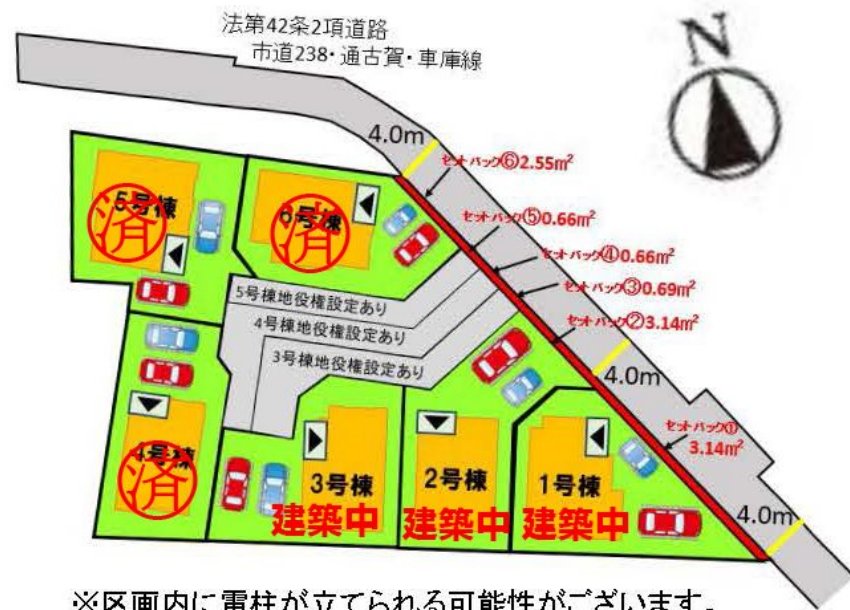 法第42条2項道路
市道238・通古賀・車庫線
N
4.0m
セットバック⑥2.55m²
5号棟
済
6号棟
済
セットバック⑤0.66m²
セットバック④0.66m²
セットバック③0.69m²
セットバック②3.14m²
5号棟地役権設定あり
4号棟地役権設定あり
3号棟地役権設定あり
4.0m
セットバック①
3.14m²
4号棟
済
3号棟
建築中
2号棟
建築中
1号棟
建築中
4.0m
※区画内に電柱が立てられる可能性がございます。